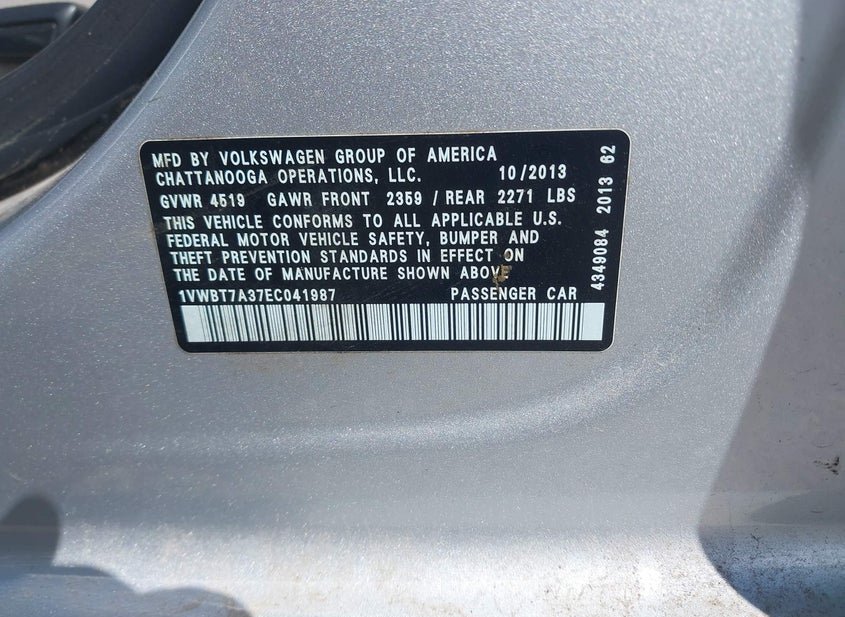 MFD BY VOLKSWAGEN GROUP OF AMERICA
CHATTANOOGA OPERATIONS, LLC. 10/2013
GVWR 4519 GAWR FRONT 2359 / REAR 2271 LBS
THIS VEHICLE CONFORMS TO ALL APPLICABLE U.S.
FEDERAL MOTOR VEHICLE SAFETY, BUMPER AND
THEFT PREVENTION STANDARDS IN EFFECT ON
THE DATE OF MANUFACTURE SHOWN ABOVE
1VWBT7A37EC041987 PASSENGER CAR
4349084 2013 62